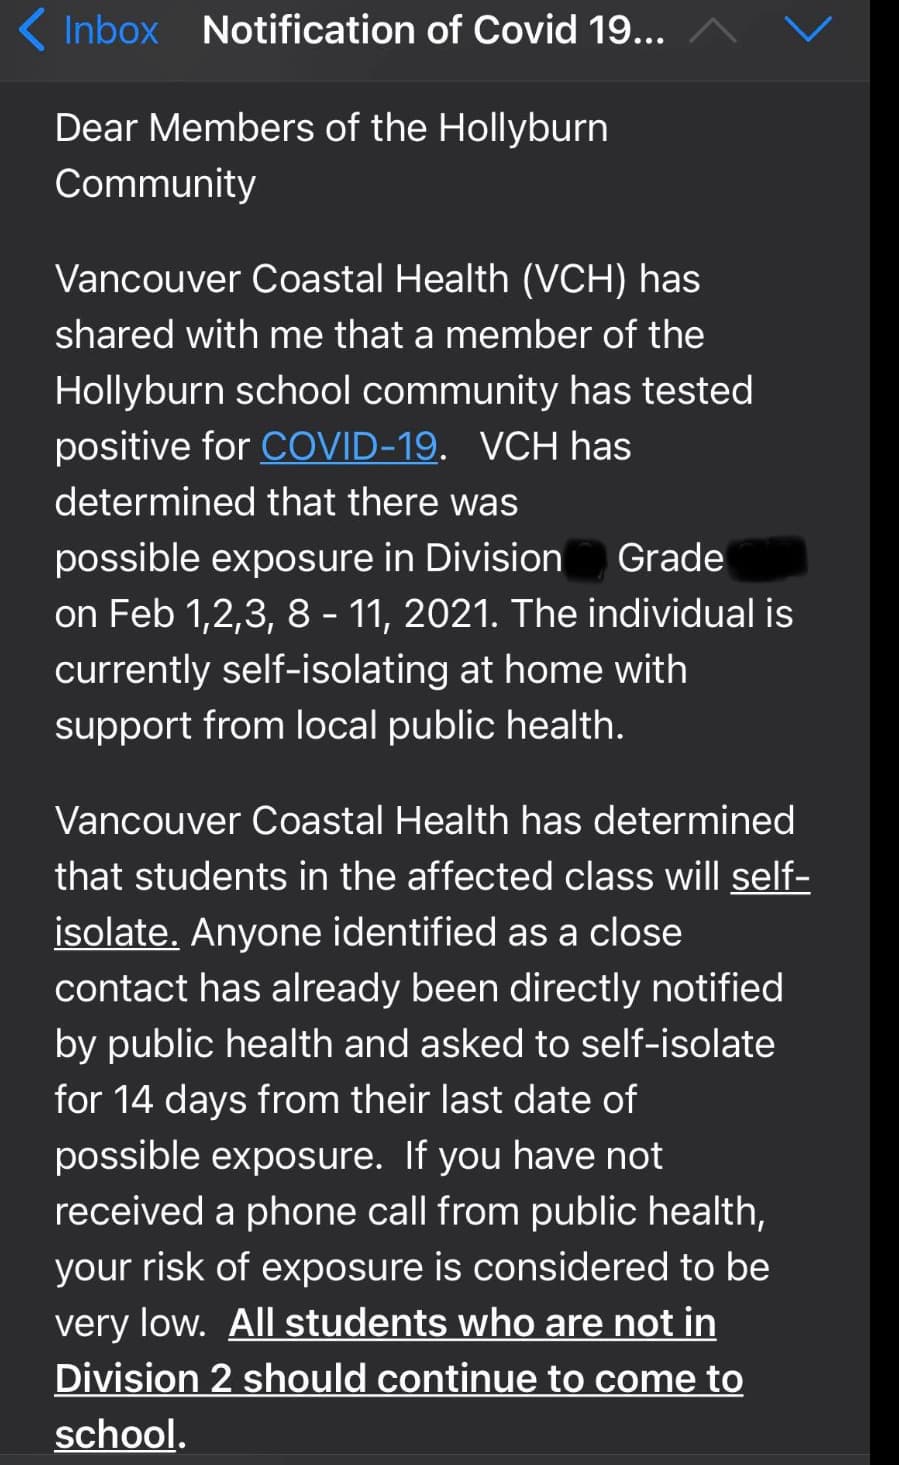 Inbox Notification of Covid 19...
Dear Members of the Hollyburn
Community
Vancouver Coastal Health (VCH) has
shared with me that a member of the
Hollyburn school community has tested
positive for COVID-19. VCH has
determined that there was
possible exposure in Division Grade
on Feb 1,2,3, 8 - 11, 2021. The individual is
currently self-isolating at home with
support from local public health.
Vancouver Coastal Health has determined
that students in the affected class will self-
isolate. Anyone identified as a close
contact has already been directly notified
by public health and asked to self-isolate
for 14 days from their last date of
possible exposure. If you have not
received a phone call from public health,
your risk of exposure is considered to be
very low. All students who are not in
Division 2 should continue to come to
school.